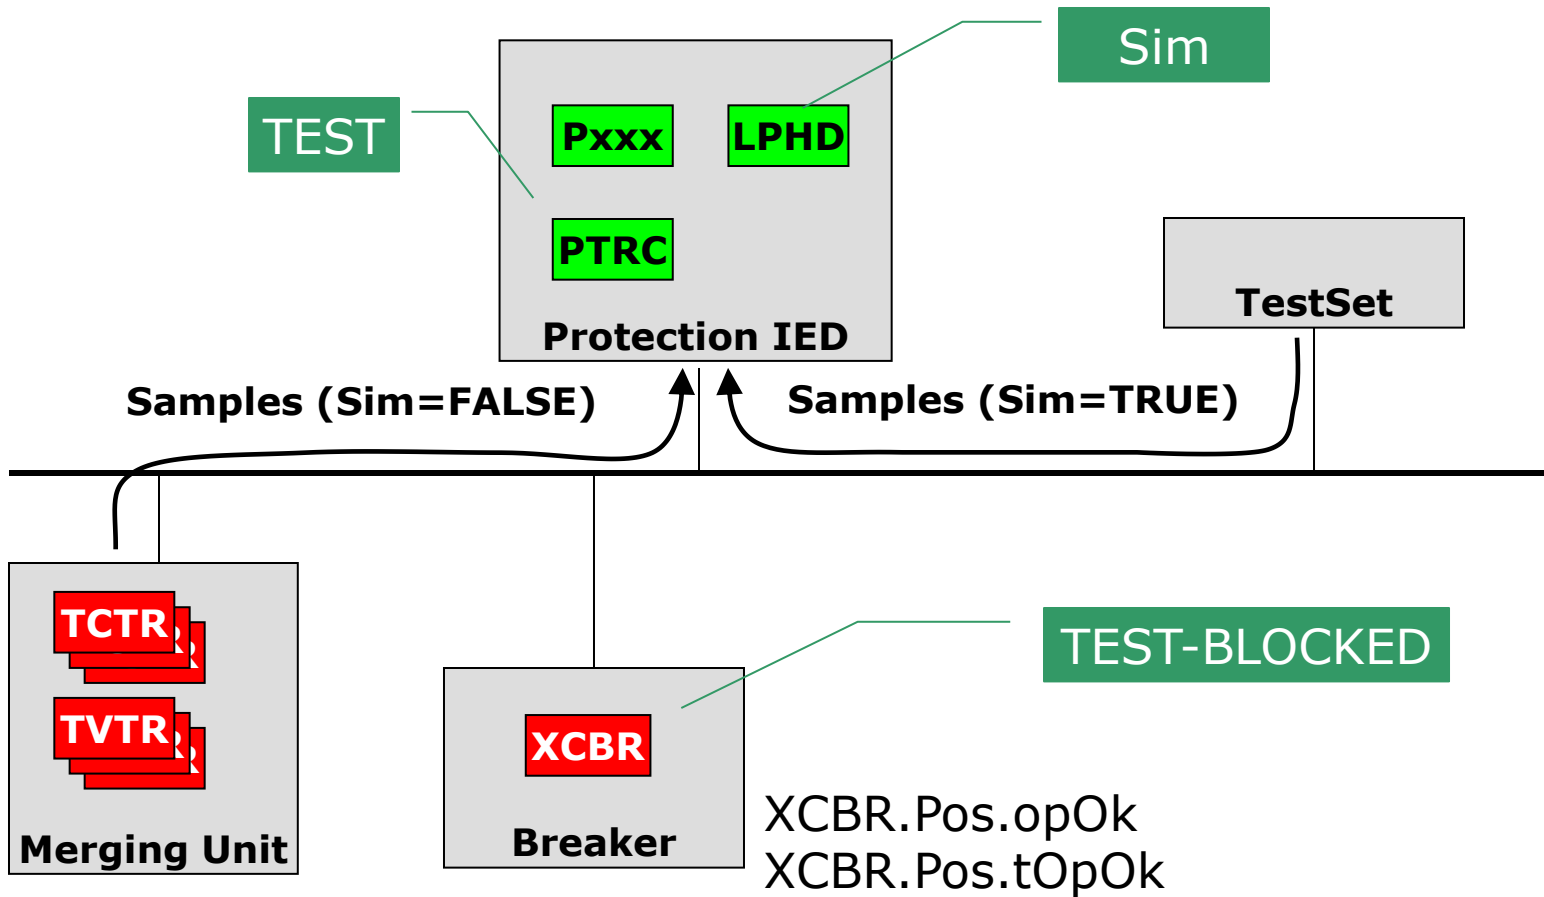 Sim
TEST
Pxxx
LPHD
PTRC
TestSet
Protection IED
Samples (Sim=FALSE)
Samples (Sim=TRUE)
TCTR
R
R
TVTR
R
R
XCBR
TEST-BLOCKED
Merging Unit
Breaker
XCBR.Pos.opOk
XCBR.Pos.tOpOk